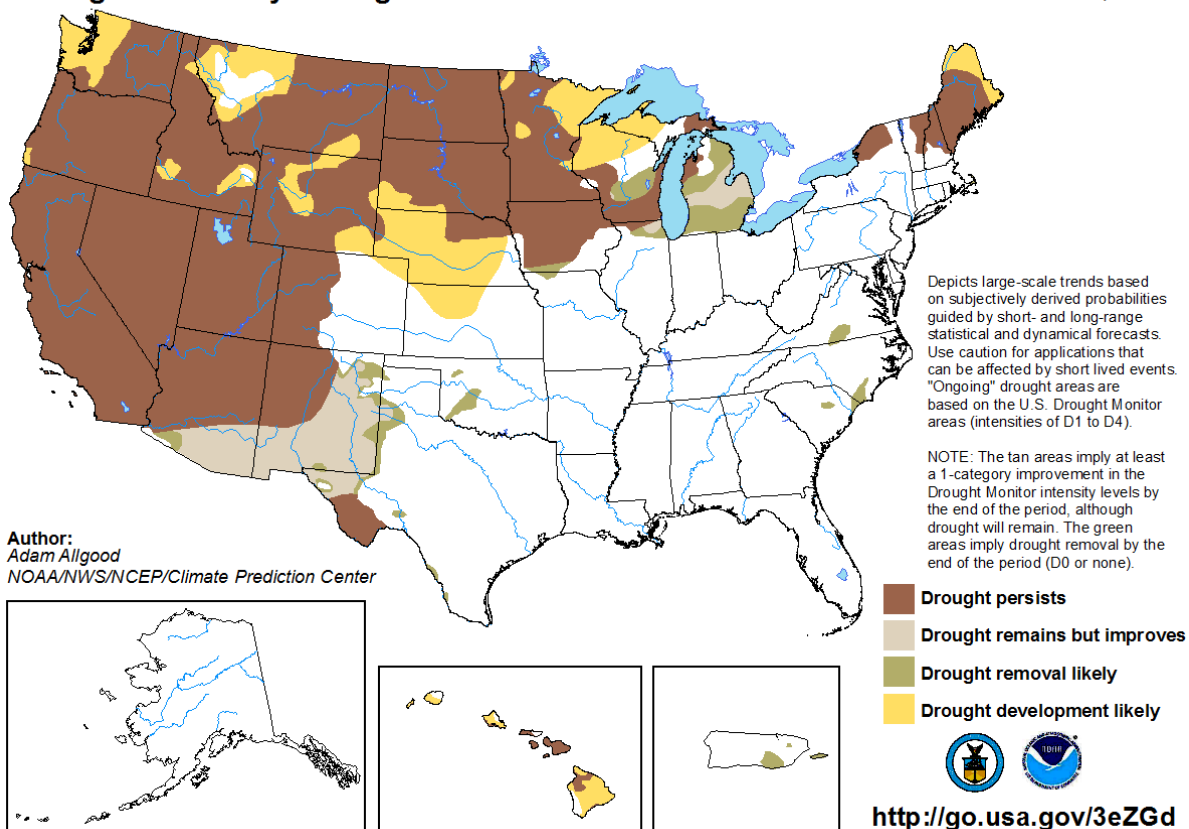 Depicts large-scale trends based
on subjectively derived probabilities
guided by short- and long-range
statistical and dynamical forecasts.
Use caution for applications that
can be affected by short lived events.
"Ongoing" drought areas are
based on the U.S. Drought Monitor
areas (intensities of D1 to D4).
NOTE: The tan areas imply at least
a 1-category improvement in the
Drought Monitor intensity levels by
the end of the period, although
drought will remain. The green
areas imply drought removal by the
end of the period (D0 or none).
Author:
Adam Allgood
NOAA/NWS/NCEP/Climate Prediction Center
Drought persists
Drought remains but improves
Drought removal likely
Drought development likely
http://go.usa.gov/3eZGd